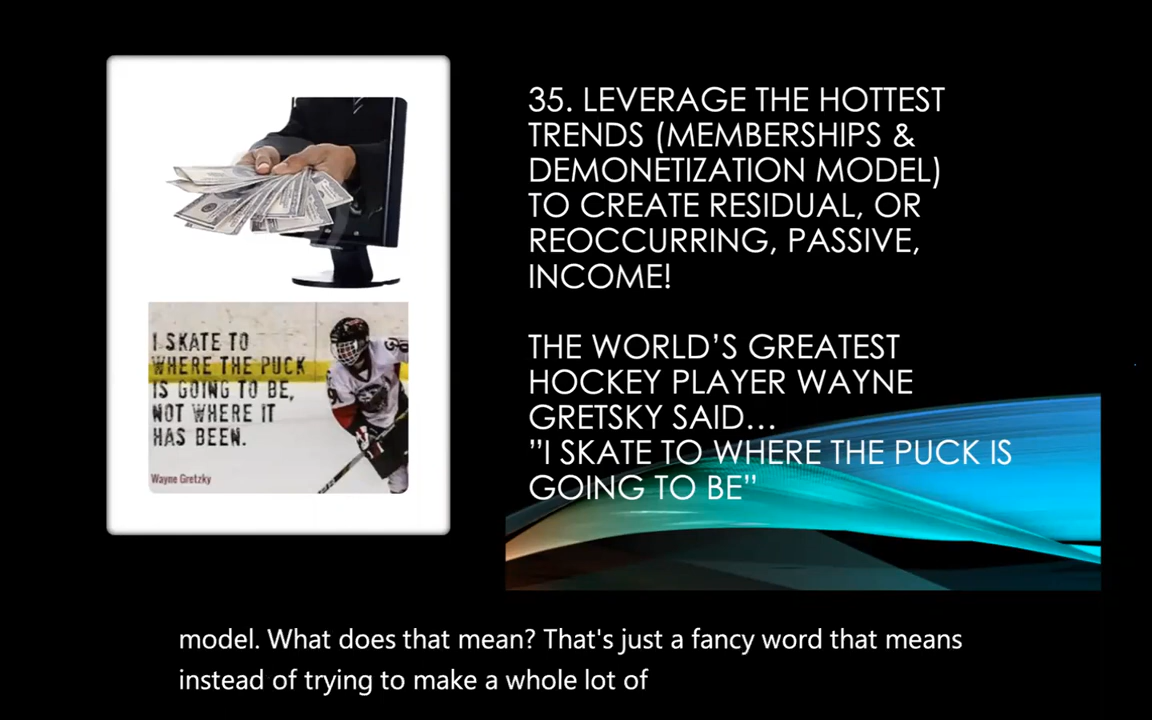 35. LEVERAGE THE HOTTEST
TRENDS (MEMBERSHIPS &
DEMONETIZATION MODEL)
TO CREATE RESIDUAL, OR
REOCCURRING, PASSIVE,
INCOME!
THE WORLD'S GREATEST
HOCKEY PLAYER WAYNE
GRETSKY SAID...
"I SKATE TO WHERE THE PUCK IS
GOING TO BE"
I SKATE TO
WHERE THE PUCK
IS GOING TO BE,
NOT WHERE IT
HAS BEEN.
Wayne Gretzky
model. What does that mean? That's just a fancy word that means
instead of trying to make a whole lot of